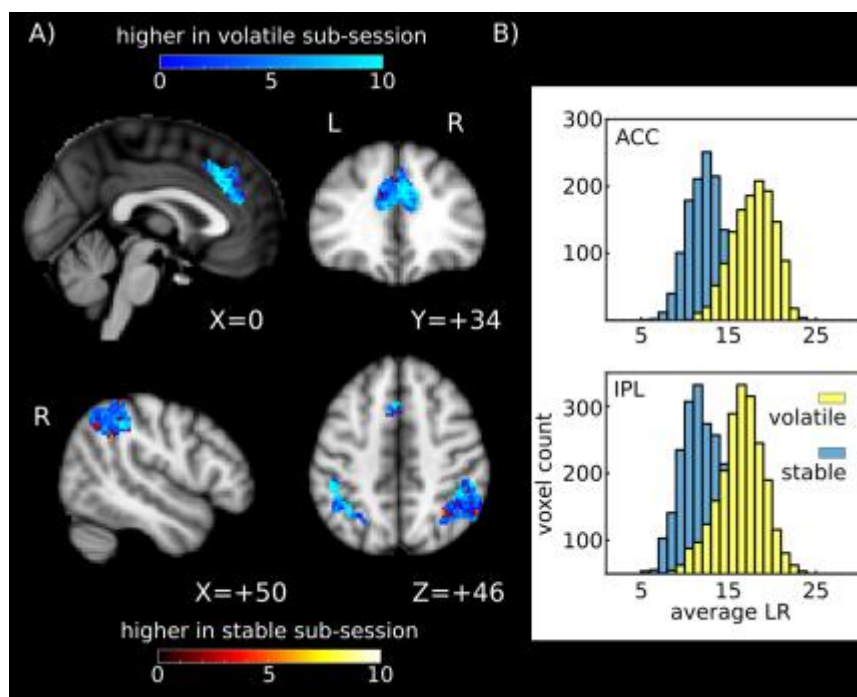 A)
higher in volatile sub-session
0 5 10
L R
X=0
Y=+34
R
X=+50
Z=+46
higher in stable sub-session
0 5 10
B)
300
ACC
200
100
5 15 25
IPL
300
volatile
200
stable
100
voxel count
5 15 25
average LR